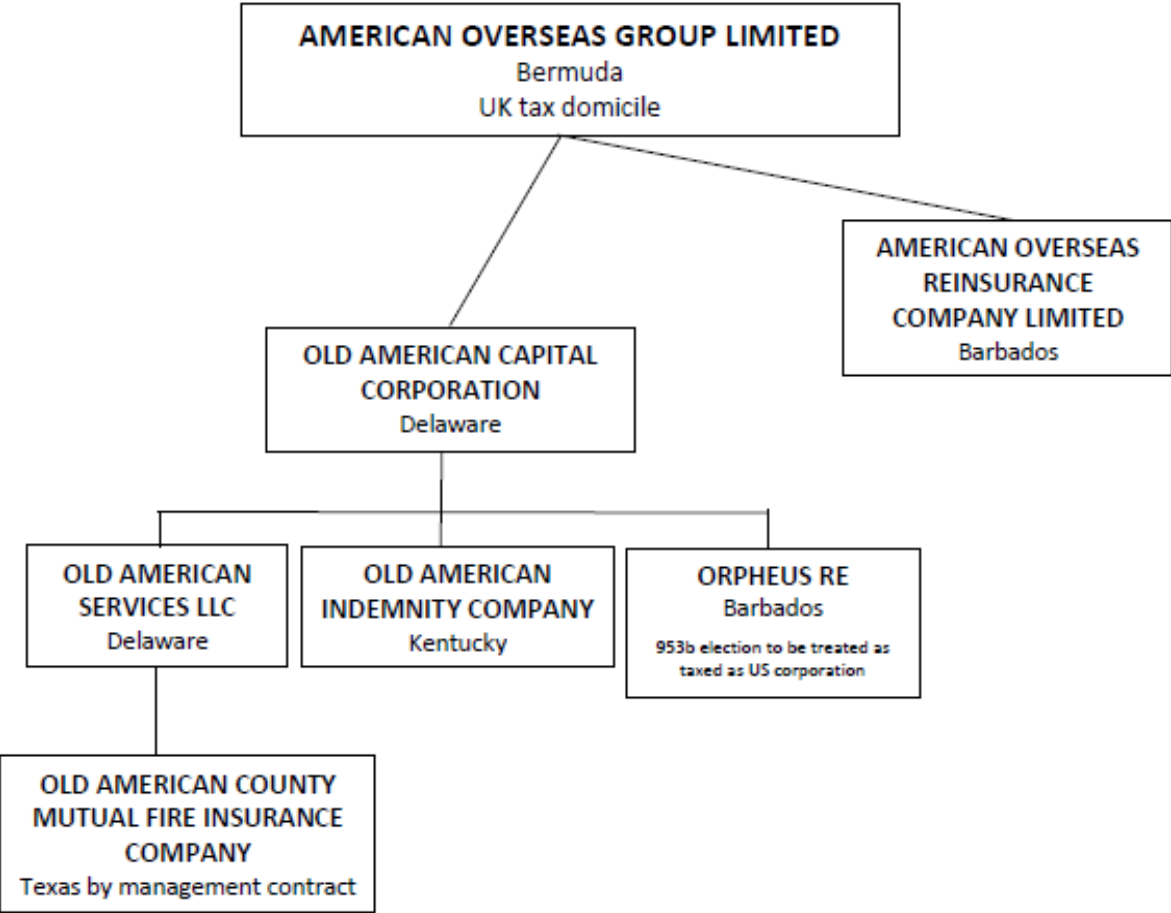 AMERICAN OVERSEAS GROUP LIMITED
Bermuda
UK tax domicile
AMERICAN OVERSEAS
REINSURANCE
COMPANY LIMITED
Barbados
OLD AMERICAN CAPITAL
CORPORATION
Delaware
OLD AMERICAN
SERVICES LLC
Delaware
OLD AMERICAN
INDEMNITY COMPANY
Kentucky
ORPHEUS RE
Barbados
953b election to be treated as
taxed as US corporation
OLD AMERICAN COUNTY
MUTUAL FIRE INSURANCE
COMPANY
Texas by management contract